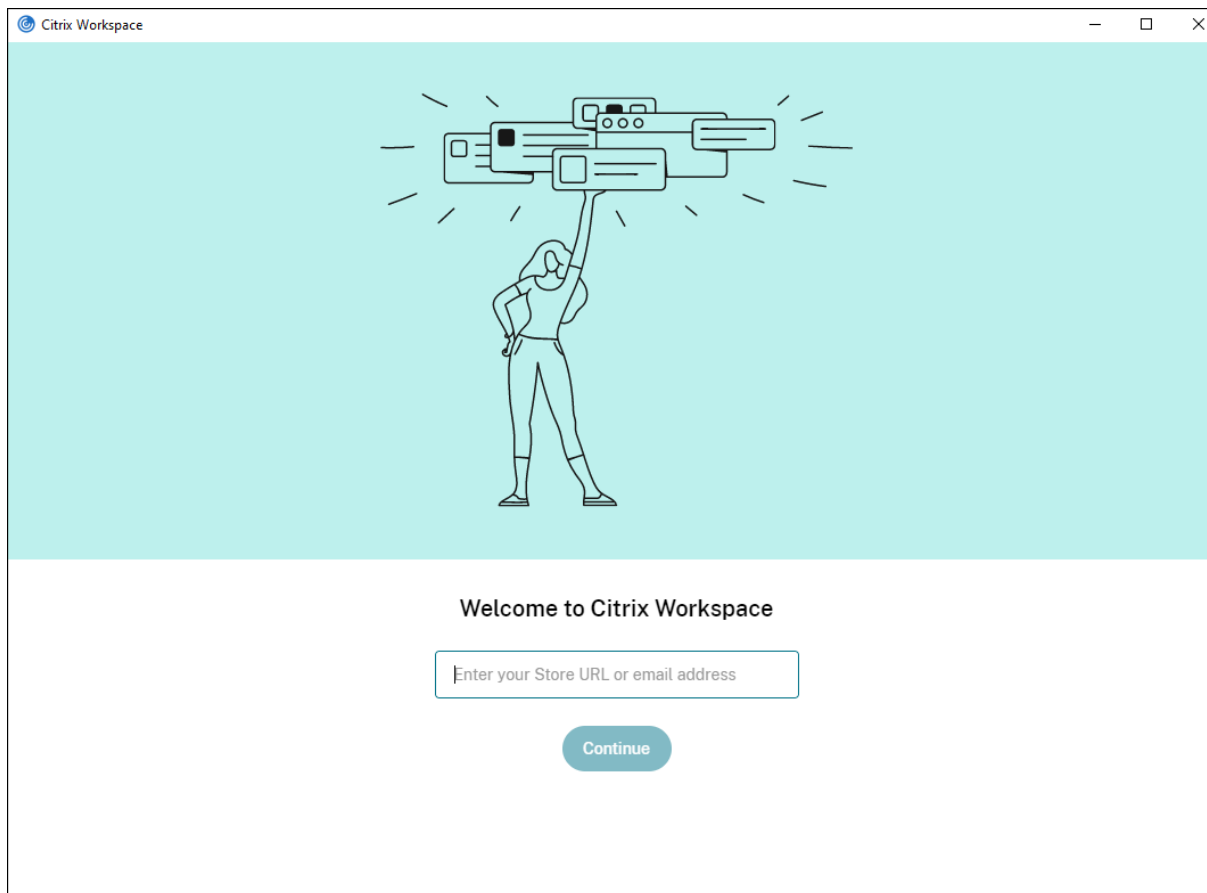 Citrix Workspace
Welcome to Citrix Workspace
Enter your Store URL or email address
Continue